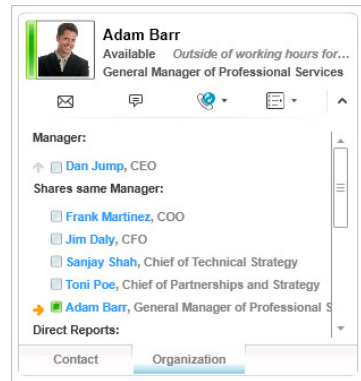 Adam Barr
Available Outside of working hours for...
General Manager of Professional Services
Manager:
Dan Jump, CEO
Shares same Manager:
Frank Martinez, COO
Jim Daly, CFO
Sanjay Shah, Chief of Technical Strategy
Toni Poe, Chief of Partnerships and Strategy
Adam Barr, General Manager of Professional S
Direct Reports:
Contact Organization